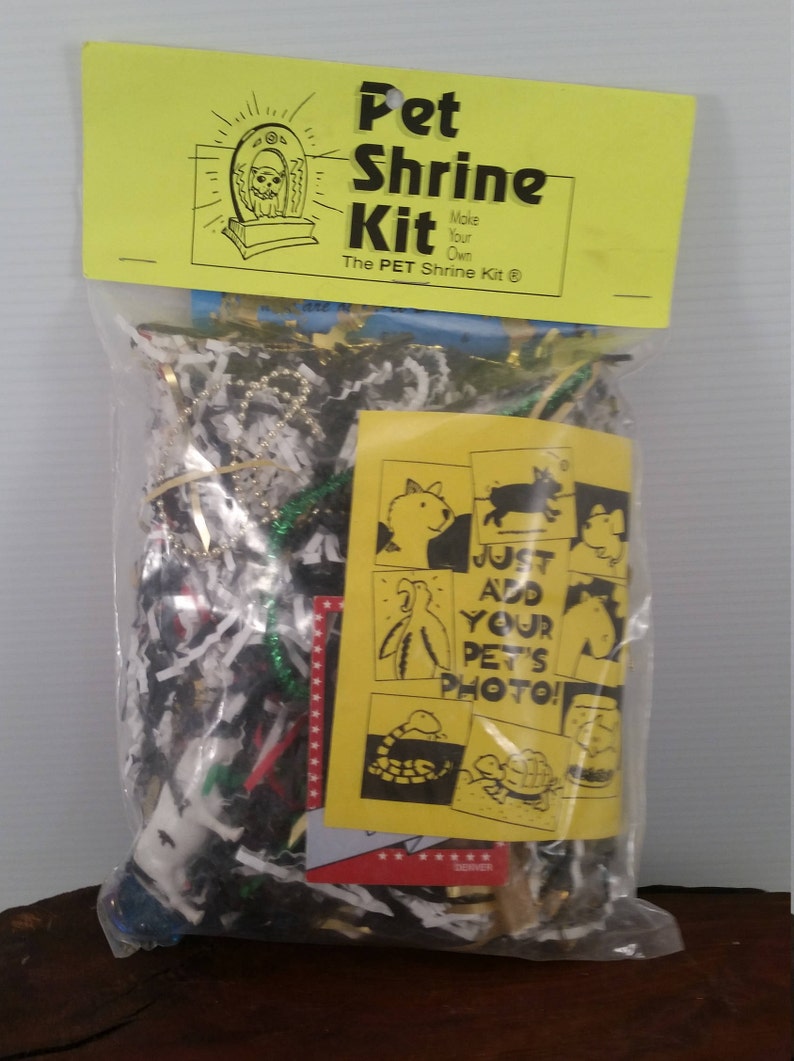 Pet
Shrine
Kit
Make
Your
Own
The PET Shrine Kit ®
JUST
ADD
YOUR
PET'S
PHOTO!
DENVER